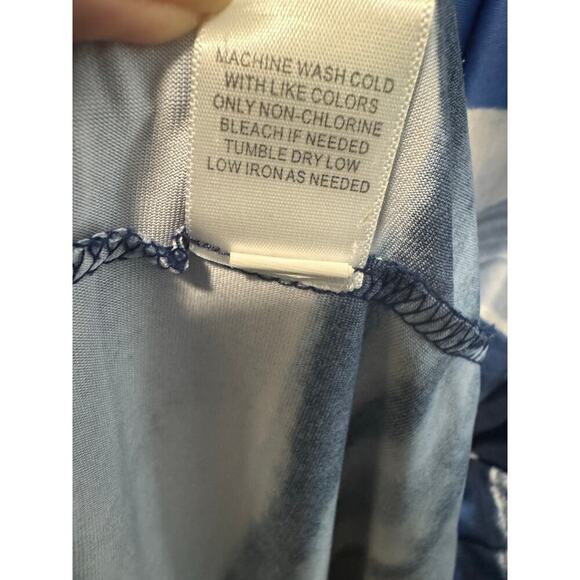 MACHINE WASH COLD
WITH LIKE COLORS
ONLY NON-CHLORINE
BLEACH IF NEEDED
TUMBLE DRY LOW
LOW IRON AS NEEDED